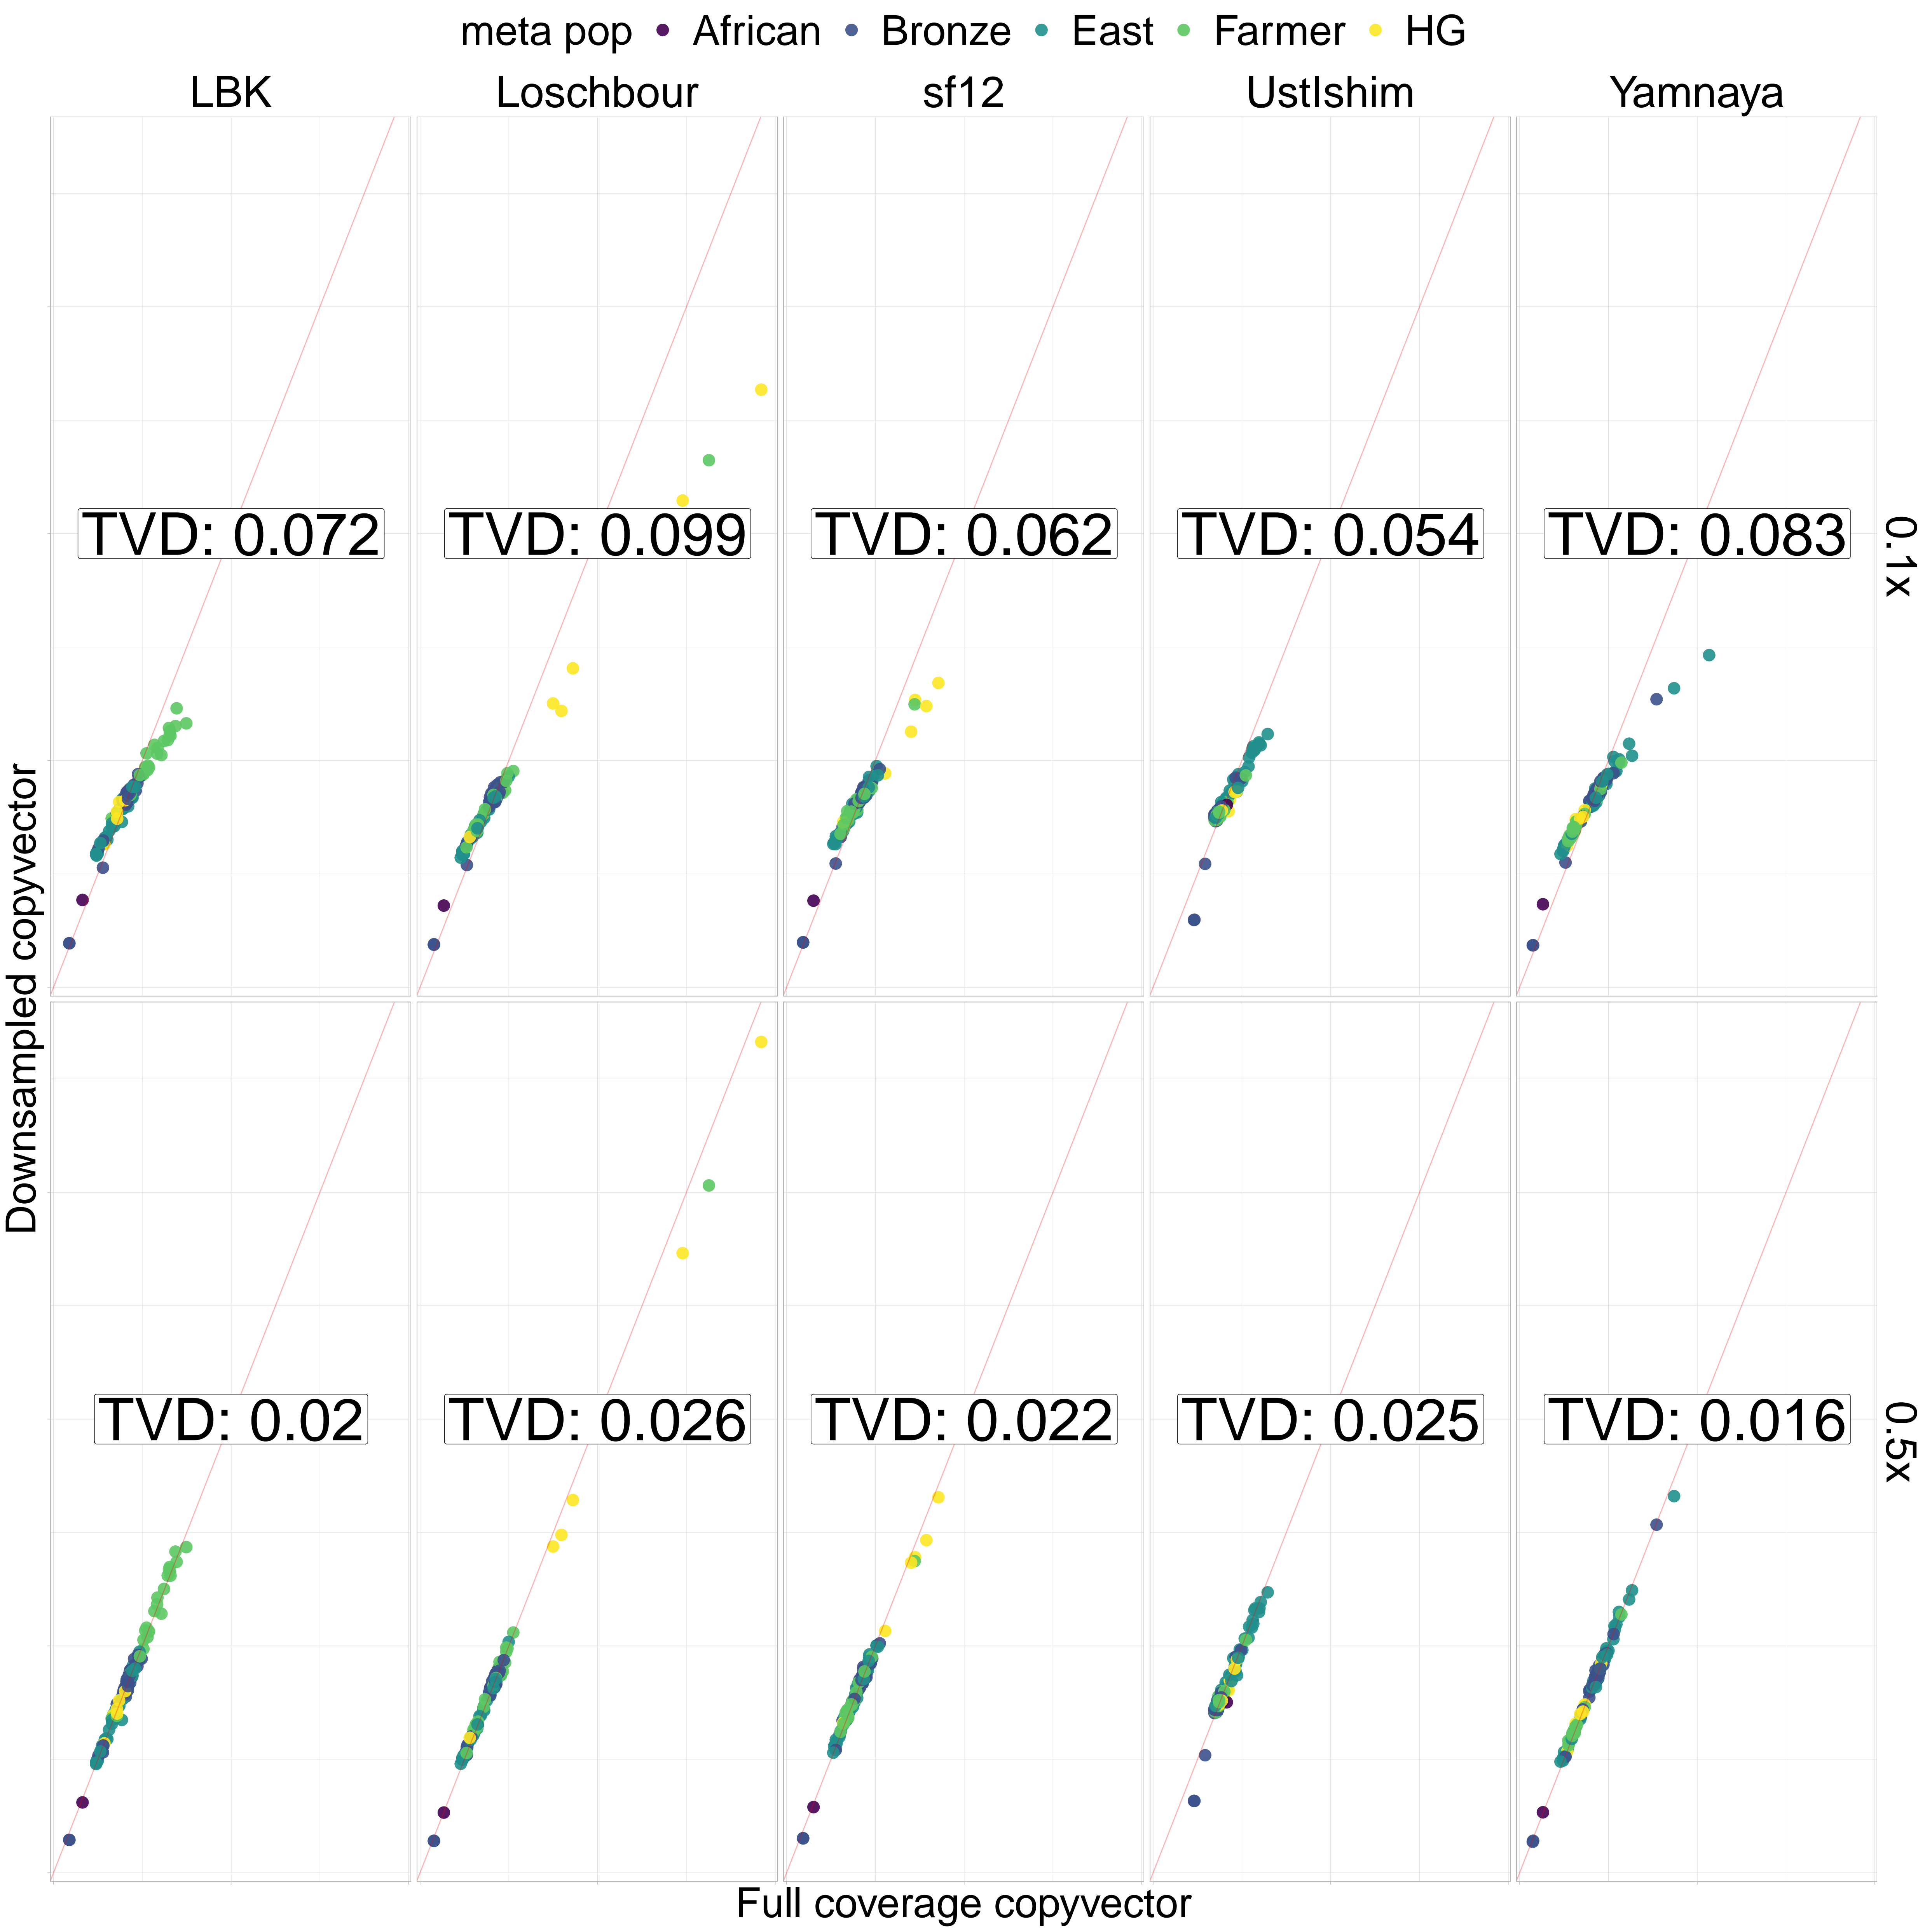 meta pop African Bronze East Farmer HG
LBK Loschbour sf12 UstIshim Yamnaya
TVD: 0.072 TVD: 0.099 TVD: 0.062 TVD: 0.054 TVD: 0.083
0.1x
Downsampled copyvector
TVD: 0.02 TVD: 0.026 TVD: 0.022 TVD: 0.025 TVD: 0.016
0.5x
Full coverage copyvector